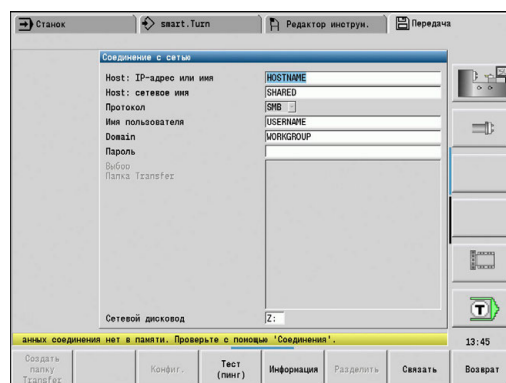 Станок
smart.Turn
Редактор инструм.
Передача
Соединение с сетью
Host: IP-адрес или имя
HOSTNAME
Host: сетевое имя
SHARED
Протокол
SMB
Имя пользователя
USERNAME
Domain
WORKGROUP
Пароль
Выбор
Папка Transfer
Сетевой дисковод
Z:
анных соединения нет в памяти. Проверьте с помощью 'Соединения'.
13:45
Создать папку Transfer
Конфиг.
Тест (пинг)
Информация
Разделить
Связать
Возврат
T